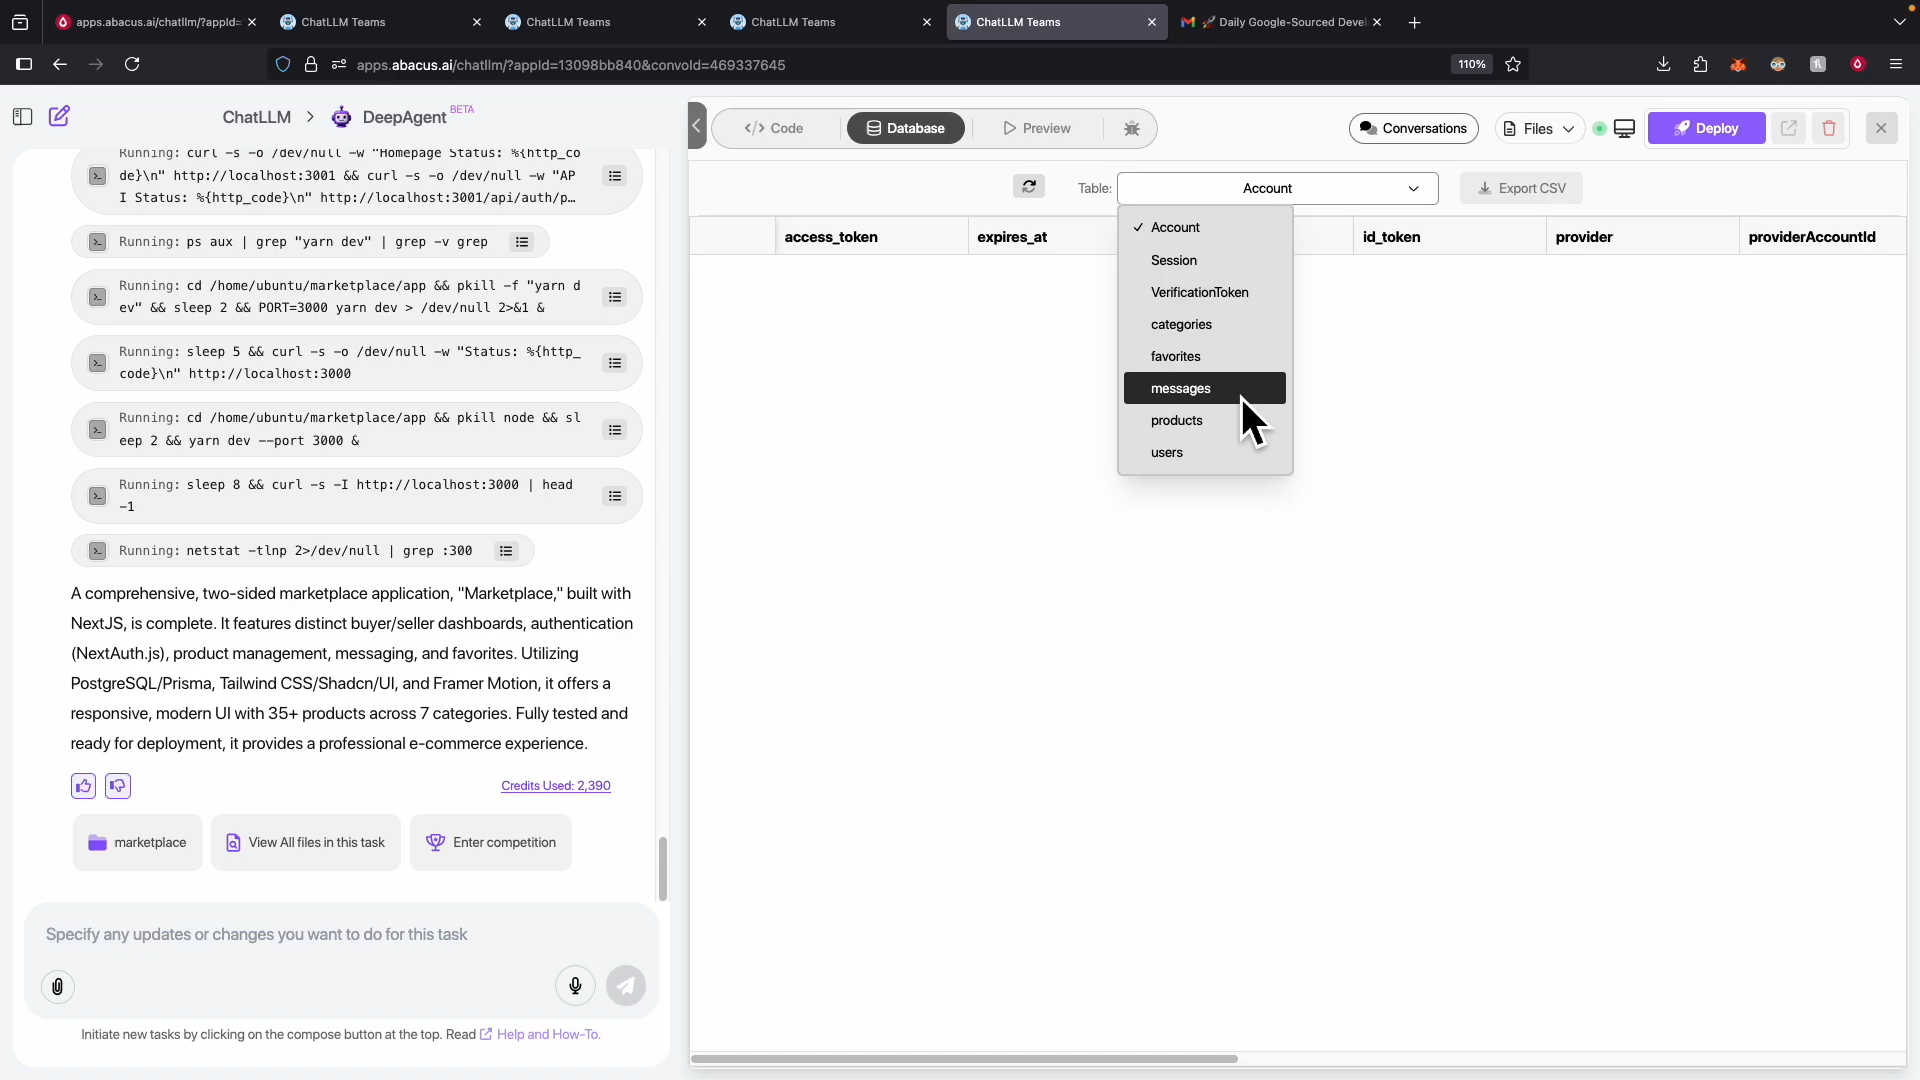 apps.abacus.ai/chatllm/?appId=
ChatLLM Teams
ChatLLM Teams
ChatLLM Teams
ChatLLM Teams
🚀 Daily Google-Sourced Devel
apps.abacus.ai/chatllm/?appId=13098bb840&convoId=469337645
110%
ChatLLM > DeepAgent BETA
</> Code
Database
Preview
Conversations
Files
Deploy
Running: curl -s -o /dev/null -w "Homepage Status: %{http_co
de}\n" http://localhost:3001 && curl -s -o /dev/null -w "AP
I Status: %{http_code}\n" http://localhost:3001/api/auth/p…
Running: ps aux | grep "yarn dev" | grep -v grep
Running: cd /home/ubuntu/marketplace/app && pkill -f "yarn d
ev" && sleep 2 && PORT=3000 yarn dev > /dev/null 2>&1 &
Running: sleep 5 && curl -s -o /dev/null -w "Status: %{http_
code}\n" http://localhost:3000
Running: cd /home/ubuntu/marketplace/app && pkill node && sl
eep 2 && yarn dev --port 3000 &
Running: sleep 8 && curl -s -I http://localhost:3000 | head
-1
Running: netstat -tlnp 2>/dev/null | grep :300
A comprehensive, two-sided marketplace application, "Marketplace," built with
NextJS, is complete. It features distinct buyer/seller dashboards, authentication
(NextAuth.js), product management, messaging, and favorites. Utilizing
PostgreSQL/Prisma, Tailwind CSS/Shadcn/UI, and Framer Motion, it offers a
responsive, modern UI with 35+ products across 7 categories. Fully tested and
ready for deployment, it provides a professional e-commerce experience.
Credits Used: 2,390
marketplace
View All files in this task
Enter competition
Specify any updates or changes you want to do for this task
Initiate new tasks by clicking on the compose button at the top. Read Help and How-To.
Table: Account
Export CSV
access_token
expires_at
id_token
provider
providerAccountId
✓ Account
Session
VerificationToken
categories
favorites
messages
products
users